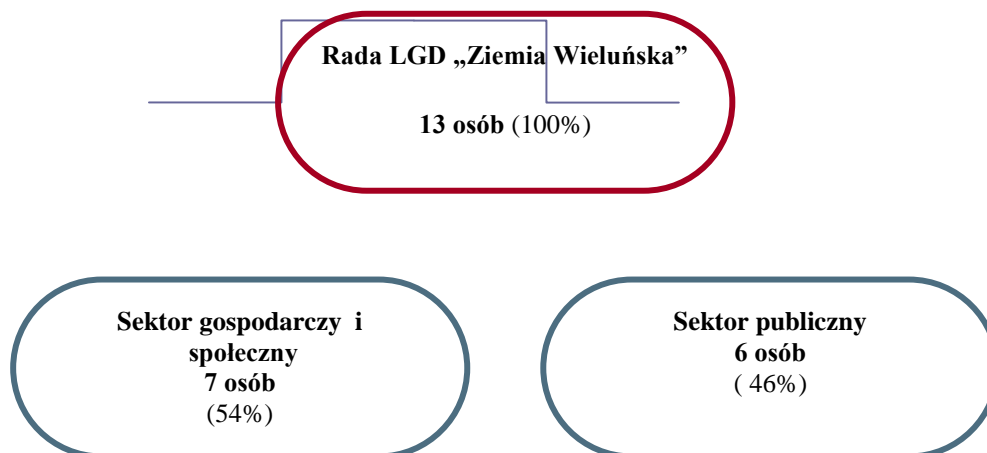 Rada LGD „Ziemia Wieluńska”
13 osób (100%)
Sektor gospodarczy i
społeczny
7 osób
(54%)
Sektor publiczny
6 osób
( 46%)